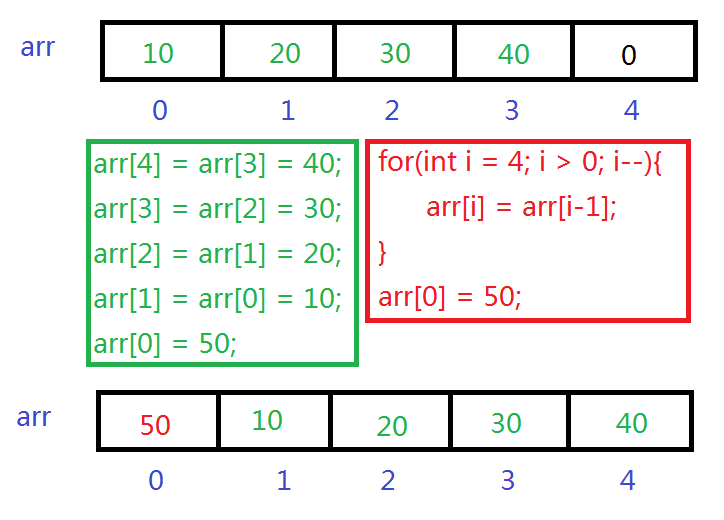 arr 10 20 30 40 0
0 1 2 3 4
arr[4] = arr[3] = 40;
arr[3] = arr[2] = 30;
arr[2] = arr[1] = 20;
arr[1] = arr[0] = 10;
arr[0] = 50;
for(int i = 4; i > 0; i--){
arr[i] = arr[i-1];
}
arr[0] = 50;
arr 50 10 20 30 40
0 1 2 3 4